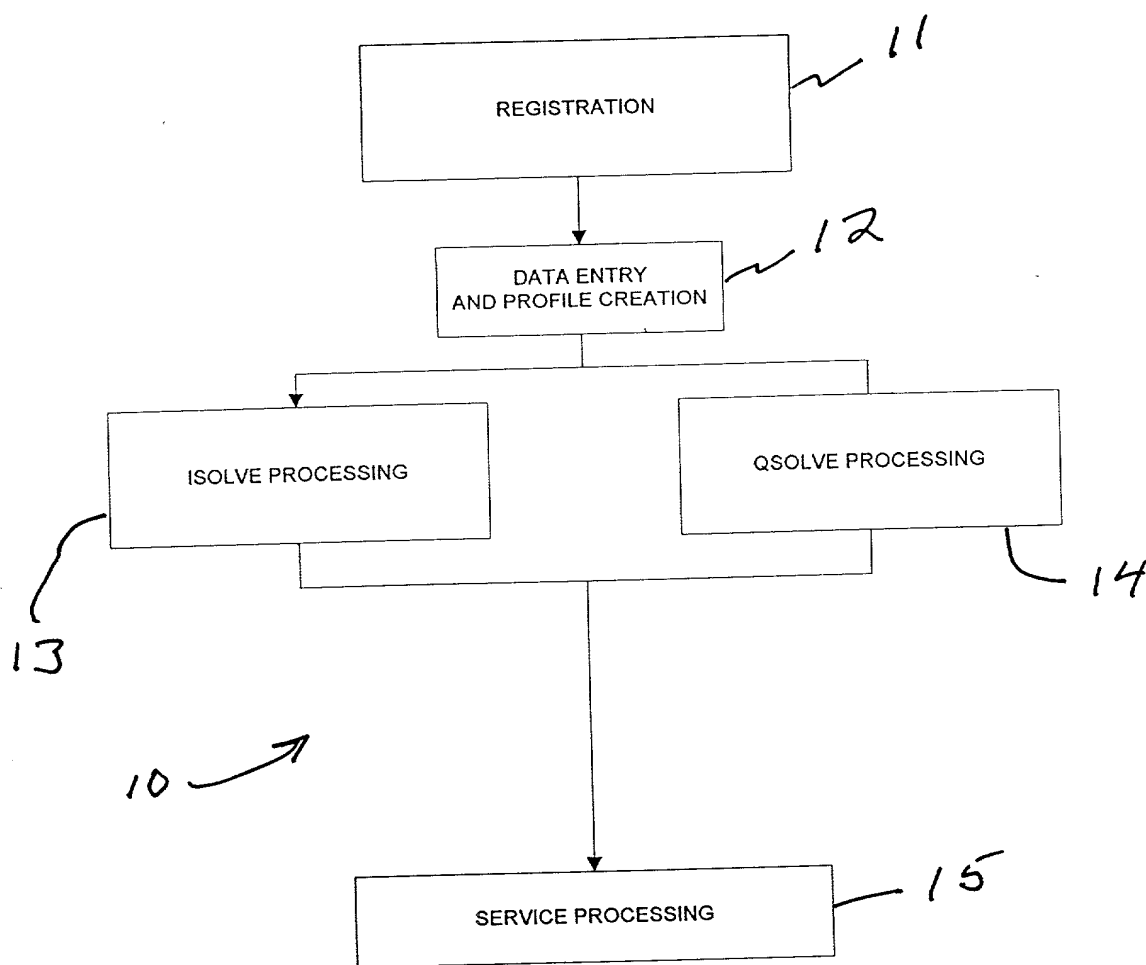 11
REGISTRATION
12
DATA ENTRY
AND PROFILE CREATION
ISOLVE PROCESSING
QSOLVE PROCESSING
13
14
10
15
SERVICE PROCESSING